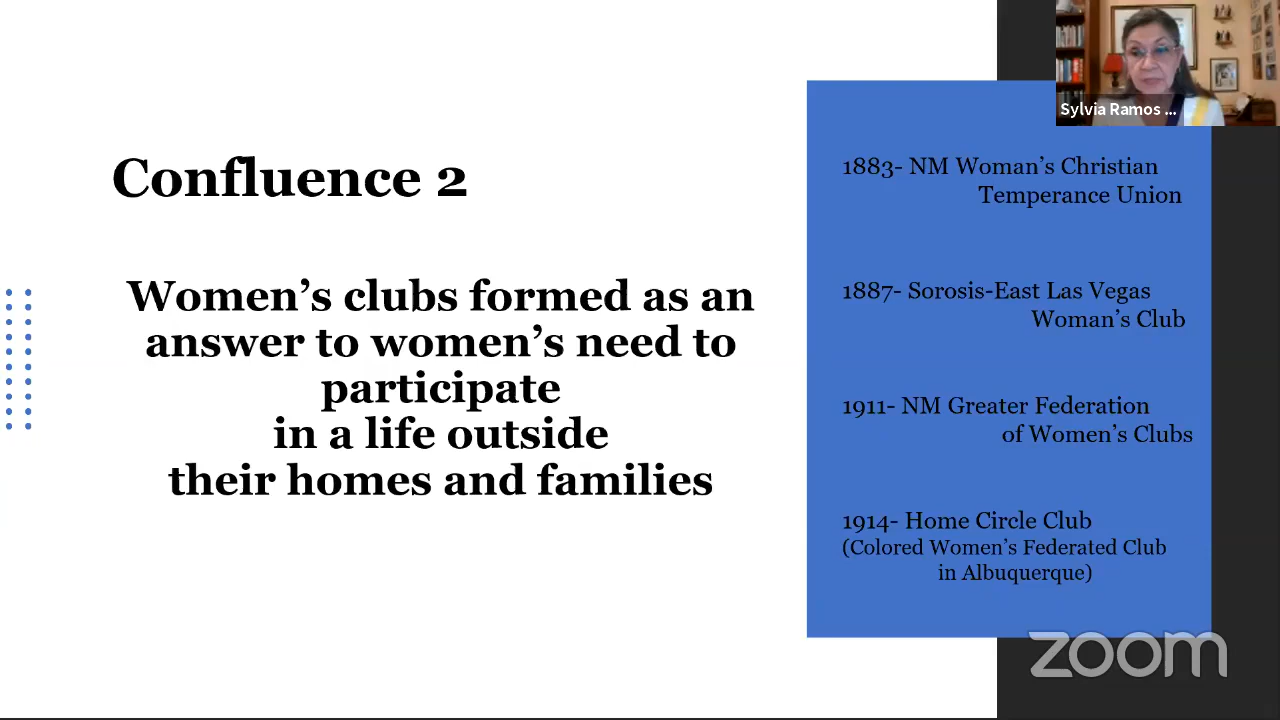 Confluence 2
Women's clubs formed as an
answer to women's need to
participate
in a life outside
their homes and families
Sylvia Ramos ...
1883- NM Woman's Christian
Temperance Union
1887- Sorosis-East Las Vegas
Woman's Club
1911- NM Greater Federation
of Women's Clubs
1914- Home Circle Club
(Colored Women's Federated Club
in Albuquerque)
zoom